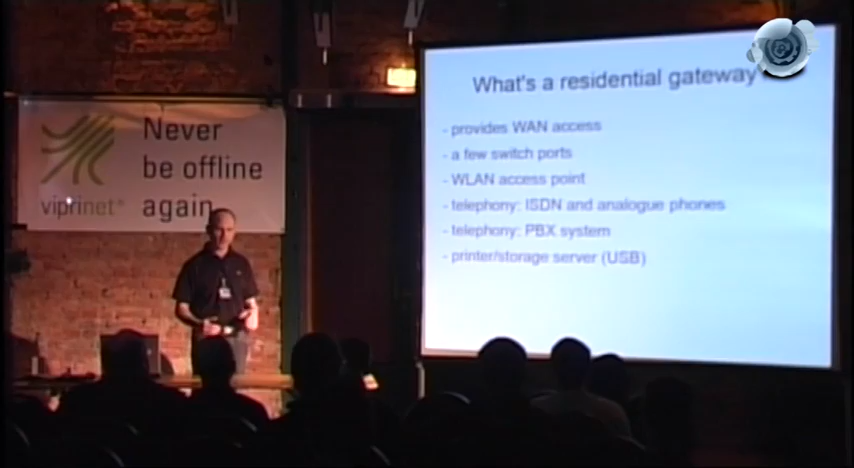 Never
be offline
again
viprinet®
What's a residential gateway
- provides WAN access
- a few switch ports
- WLAN access point
- telephony: ISDN and analogue phones
- telephony: PBX system
- printer/storage server (USB)